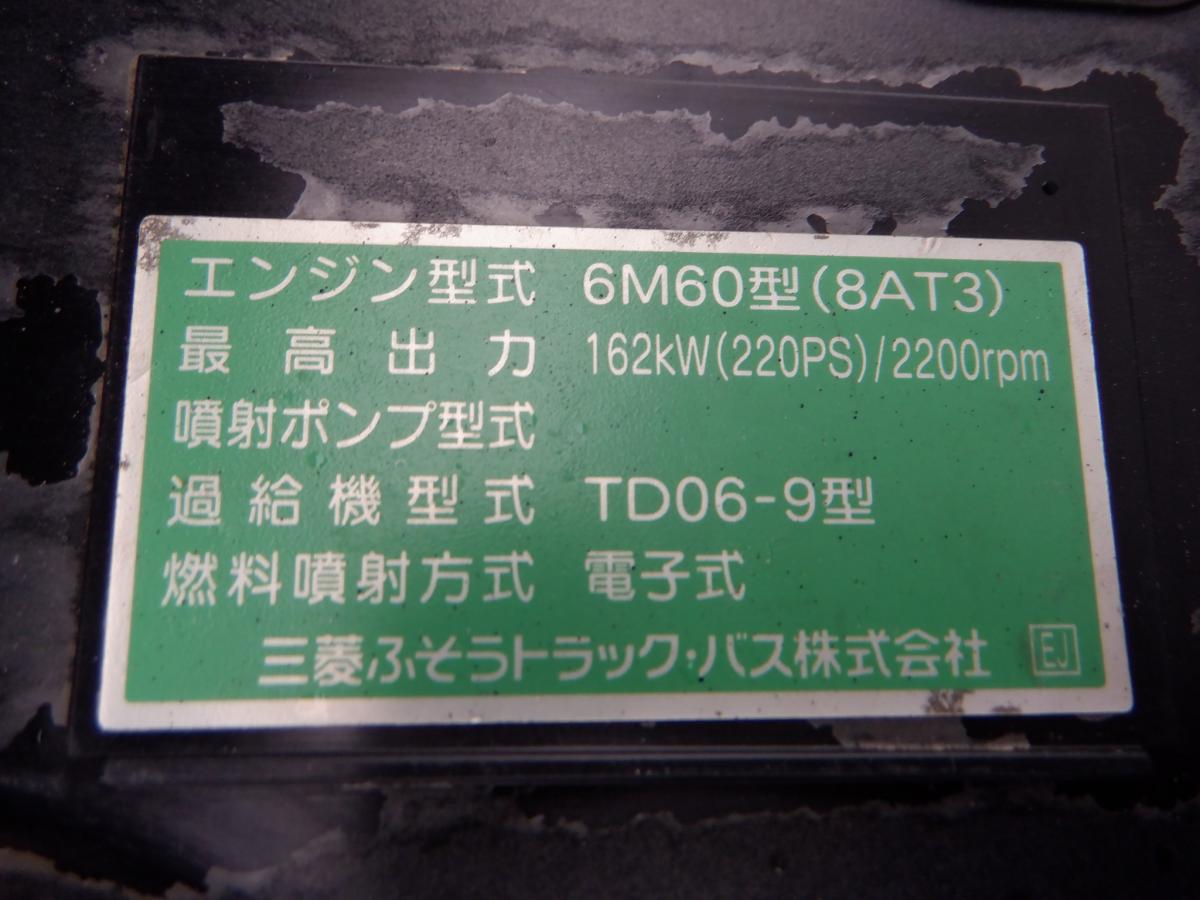 エンジン型式 6M60型(8AT3)
最高出力 162kW(220PS)/2200rpm
噴射ポンプ型式
過給機型式 TD06-9型
燃料噴射方式 電子式
三菱ふそうトラック・バス株式会社 EJ